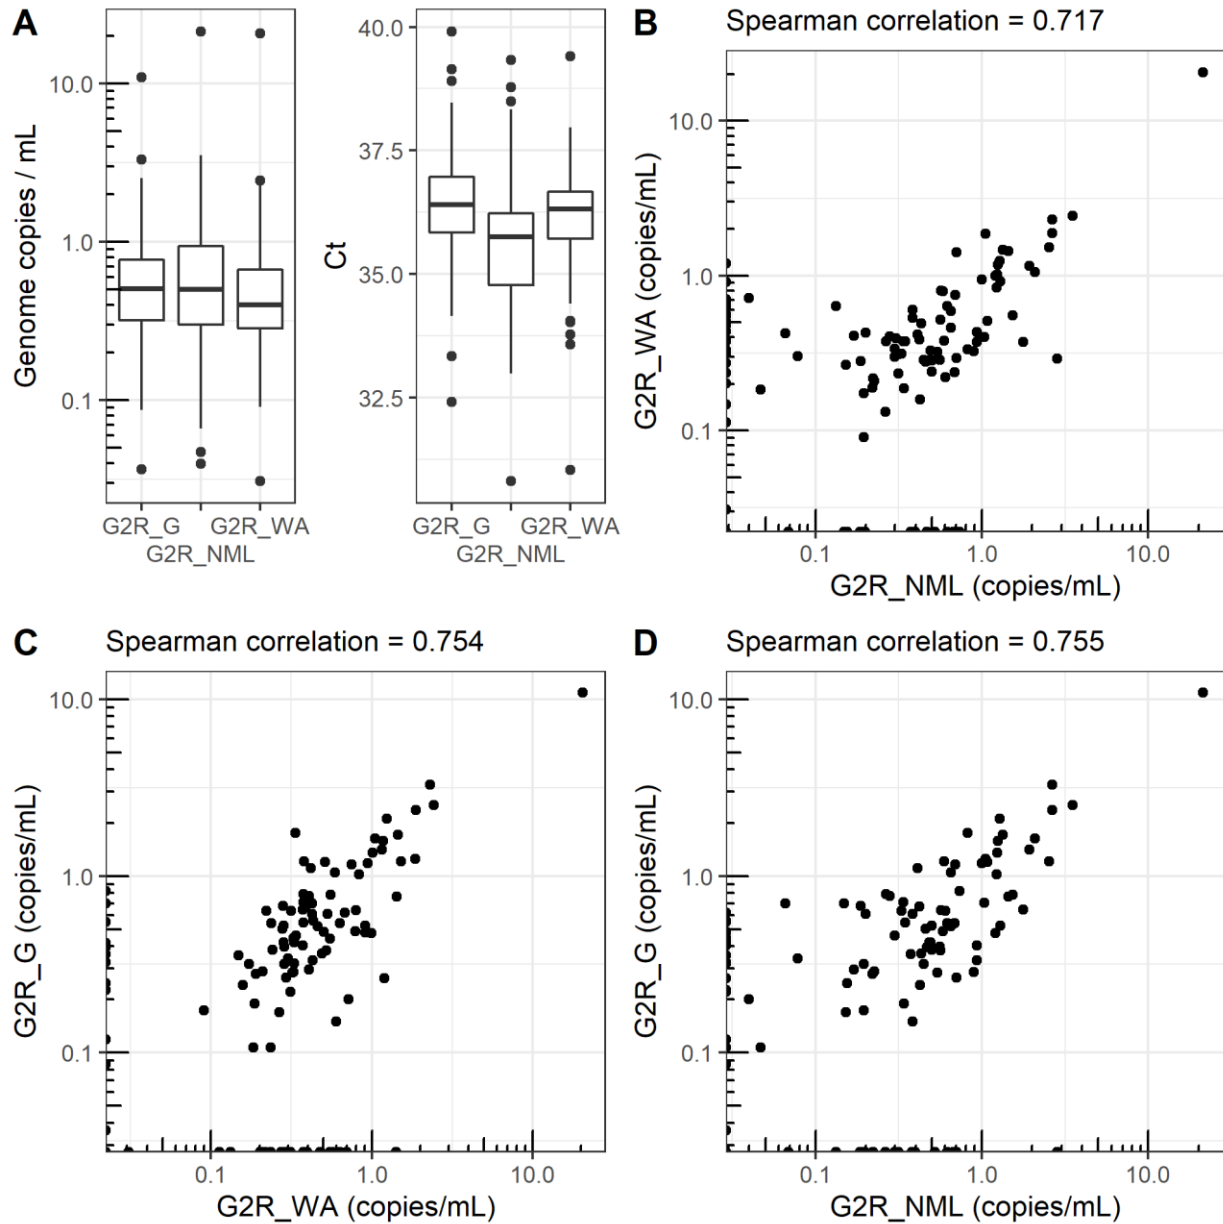 A
Genome copies / mL
10.0
1.0
0.1
G2R_G
G2R_WA
G2R_NML
Ct
40.0
37.5
35.0
32.5
G2R_G
G2R_WA
G2R_NML
B
Spearman correlation = 0.717
G2R_WA (copies/mL)
10.0
1.0
0.1
0.1
1.0
10.0
G2R_NML (copies/mL)
C
Spearman correlation = 0.754
G2R_G (copies/mL)
10.0
1.0
0.1
0.1
1.0
10.0
G2R_WA (copies/mL)
D
Spearman correlation = 0.755
G2R_G (copies/mL)
10.0
1.0
0.1
0.1
1.0
10.0
G2R_NML (copies/mL)